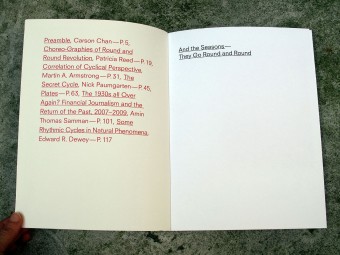 Preamble, Carson Chan—P.5,
Choreo-Graphies of Round and
Round Revolution, Patricia Reed—P.19,
Correlation of Cyclical Perspective,
Martin A. Armstrong—P.31, The
Secret Cycle, Nick Paumgarten—P.45,
Plates—P.63, The 1930s all Over
Again? Financial Journalism and the
Return of the Past, 2007–2009, Amin
Thomas Samman—P.101, Some
Rhythmic Cycles in Natural Phenomena,
Edward R. Dewey—P.117
And the Seasons—
They Go Round and Round